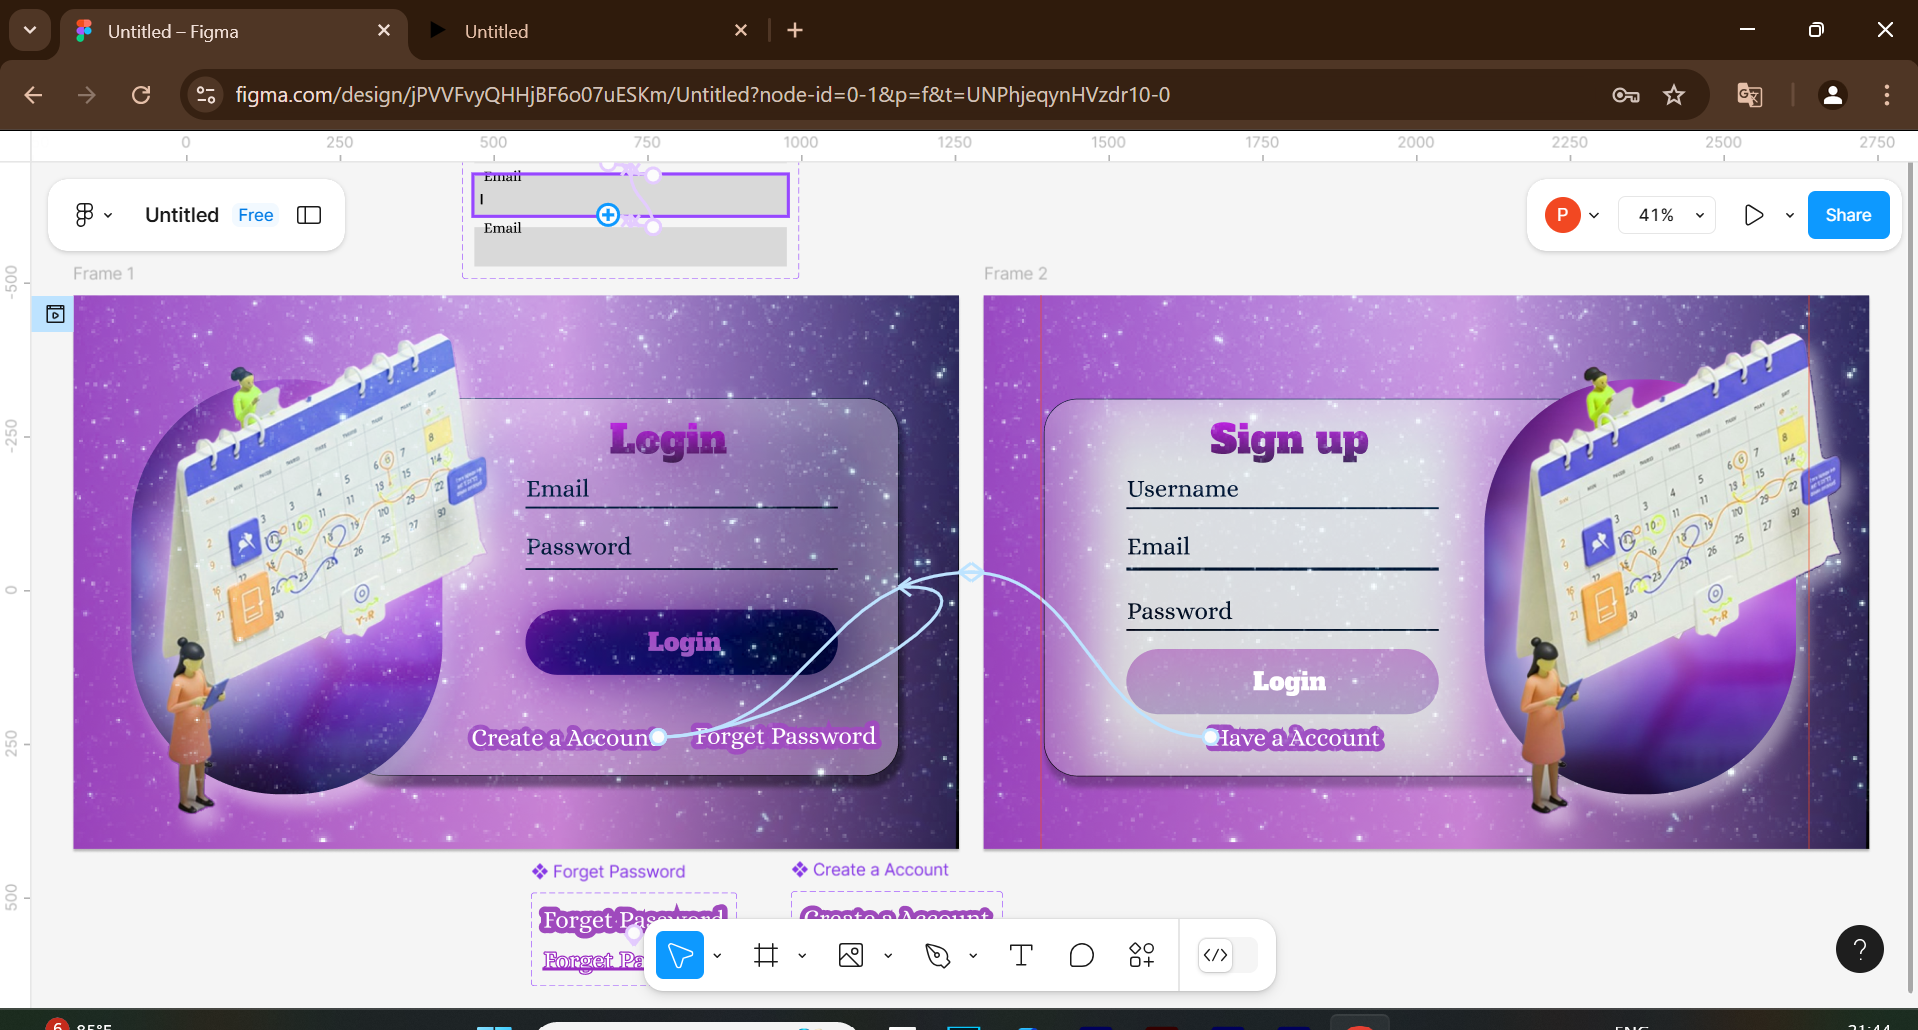 Untitled – Figma
Untitled
figma.com/design/jPVVFvyQHHjBF6o07uESKm/Untitled?node-id=0-1&p=f&t=UNPhjeqynHVzdr10-0
0 250 500 750 1000 1250 1500 1750 2000 2250 2500 2750
Email
I
Email
Untitled Free
P 41% Share
-500
-250
0
250
500
Frame 1
Frame 2
Login
Email
Password
Login
Create a Account
Forget Password
Sign up
Username
Email
Password
Login
Have a Account
Forget Password
Create a Account
Forget Password
Create a Account
Forget Pa
?
6 85°F
ENG
21:44